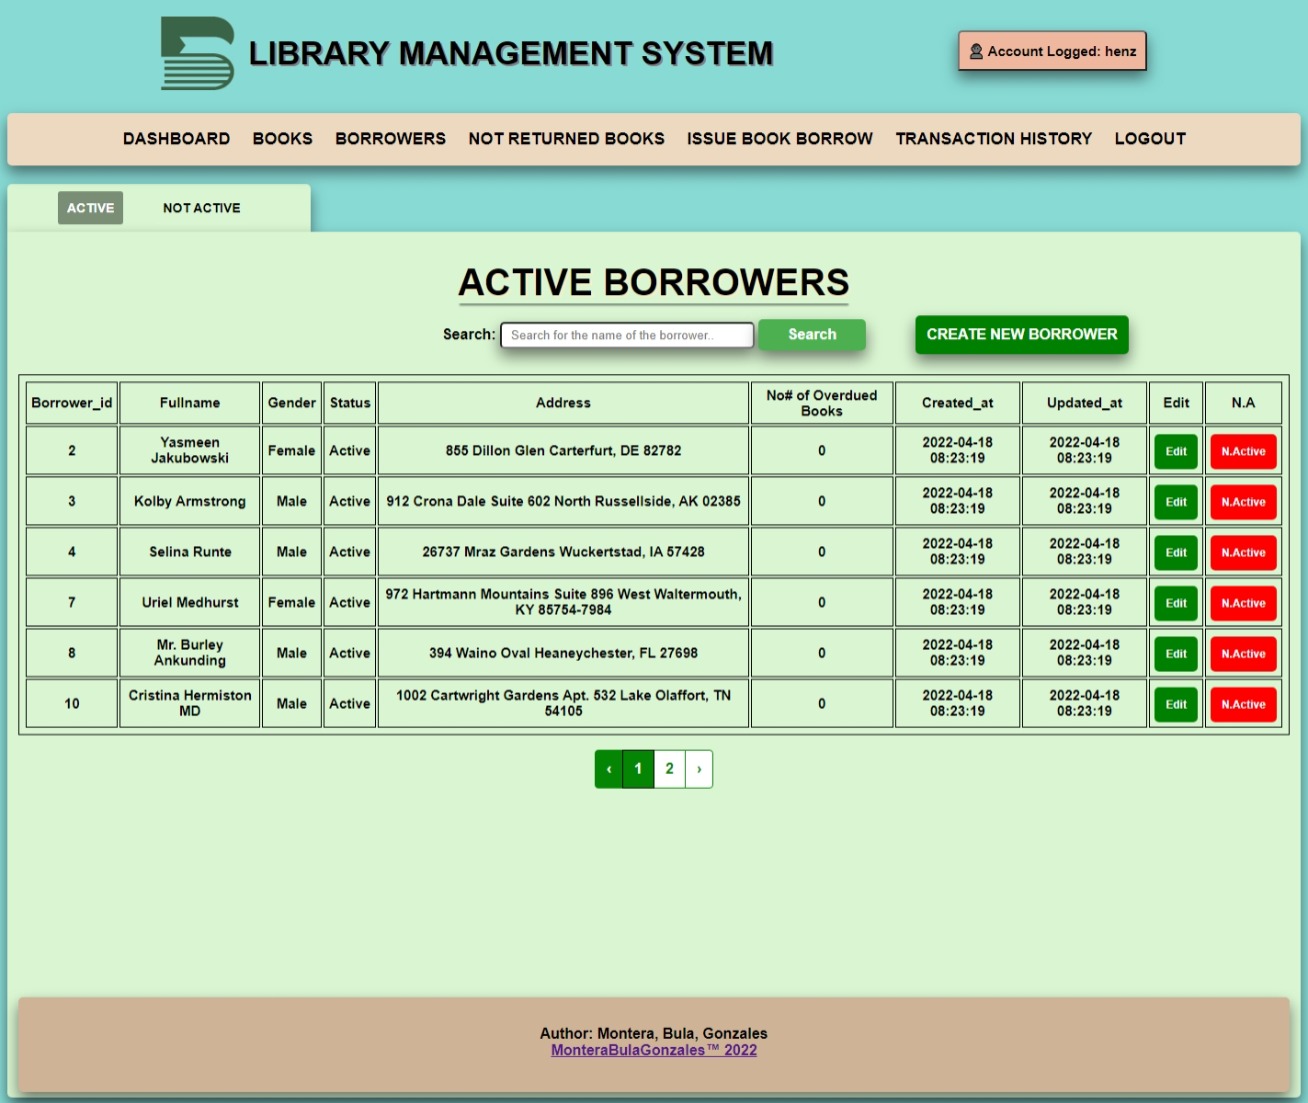 LIBRARY MANAGEMENT SYSTEM
Account Logged: henz
DASHBOARD BOOKS BORROWERS NOT RETURNED BOOKS ISSUE BOOK BORROW TRANSACTION HISTORY LOGOUT
ACTIVE NOT ACTIVE
ACTIVE BORROWERS
Search: Search for the name of the borrower.. Search CREATE NEW BORROWER
Borrower_id Fullname Gender Status Address No# of Overdued Books Created_at Updated_at Edit N.A
2 Yasmeen Jakubowski Female Active 855 Dillon Glen Carterfurt, DE 82782 0 2022-04-18 08:23:19 2022-04-18 08:23:19 Edit N.Active
3 Kolby Armstrong Male Active 912 Crona Dale Suite 602 North Russellside, AK 02385 0 2022-04-18 08:23:19 2022-04-18 08:23:19 Edit N.Active
4 Selina Runte Male Active 26737 Mraz Gardens Wuckertstad, IA 57428 0 2022-04-18 08:23:19 2022-04-18 08:23:19 Edit N.Active
7 Uriel Medhurst Female Active 972 Hartmann Mountains Suite 896 West Waltermouth, KY 85754-7984 0 2022-04-18 08:23:19 2022-04-18 08:23:19 Edit N.Active
8 Mr. Burley Ankunding Male Active 394 Waino Oval Heaneychester, FL 27698 0 2022-04-18 08:23:19 2022-04-18 08:23:19 Edit N.Active
10 Cristina Hermiston MD Male Active 1002 Cartwright Gardens Apt. 532 Lake Olaffort, TN 54105 0 2022-04-18 08:23:19 2022-04-18 08:23:19 Edit N.Active
‹ 1 2 ›
Author: Montera, Bula, Gonzales
MonteraBulaGonzales™ 2022